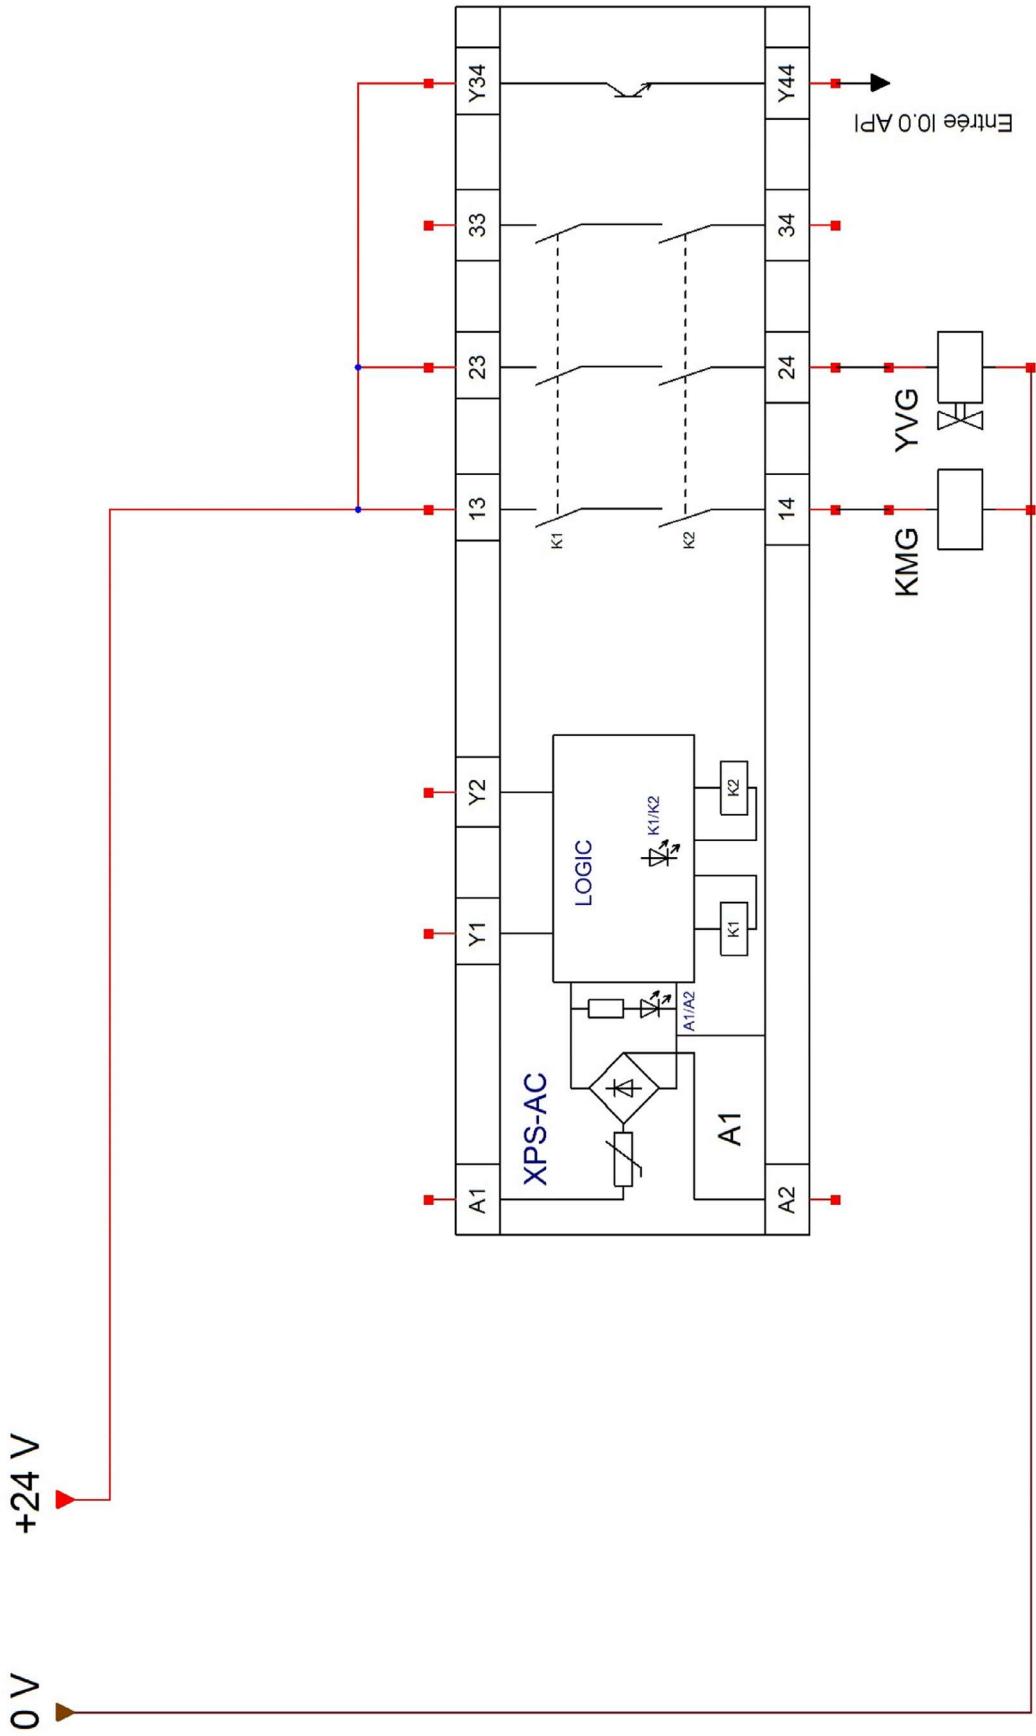 0 V
+24 V
A1
Y1
Y2
13
23
33
Y34
XPS-AC
A1/A2
LOGIC
K1/K2
K1
K2
K1
K2
A1
A2
14
24
34
Y44
KMG
YVG
Entrée I0.0 API